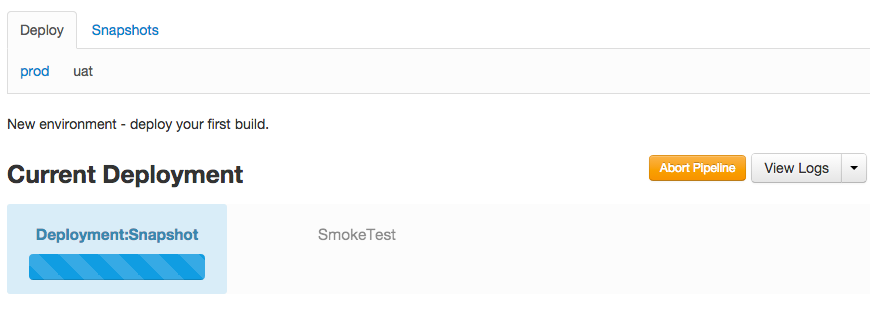 Deploy Snapshots
prod uat
New environment - deploy your first build.
Current Deployment Abort Pipeline View Logs
Deployment:Snapshot SmokeTest